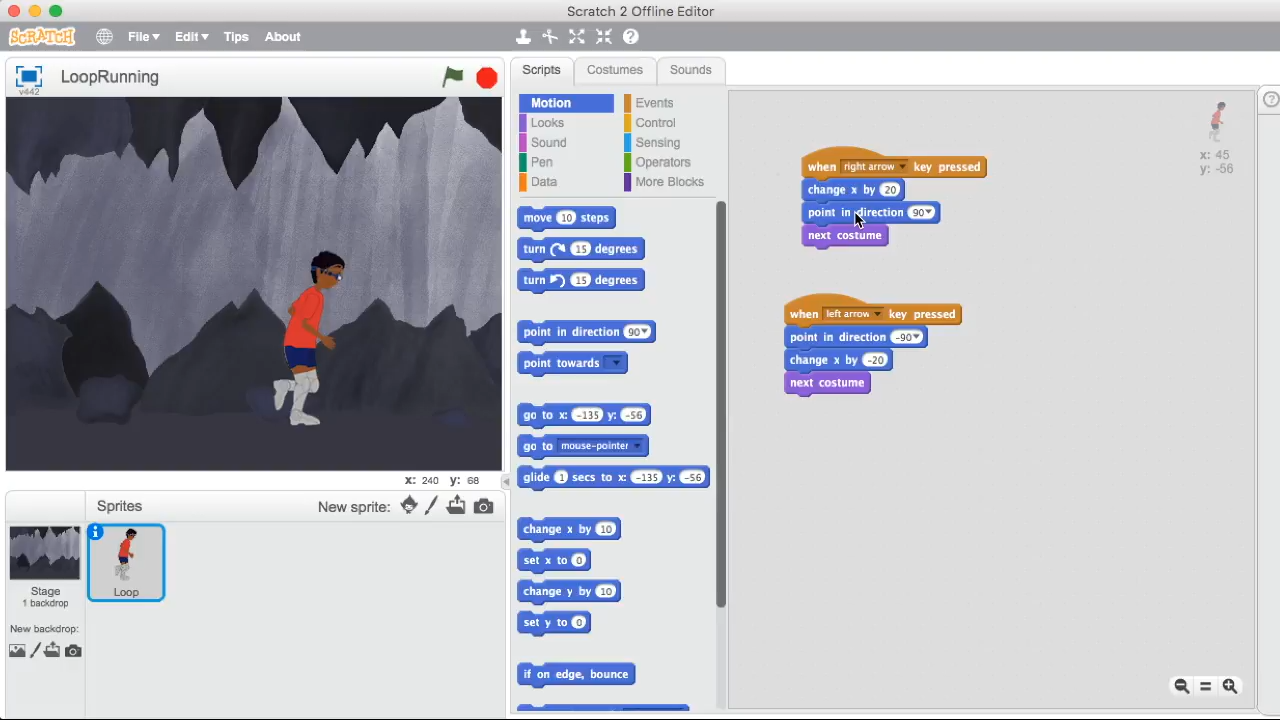 Scratch 2 Offline Editor
SCRATCH File Edit Tips About
LoopRunning
v442
Scripts Costumes Sounds
Motion Events
Looks Control
Sound Sensing
Pen Operators
Data More Blocks
move 10 steps
turn 15 degrees
turn 15 degrees
point in direction 90
point towards
go to x: -135 y: -56
go to mouse-pointer
glide 1 secs to x: -135 y: -56
change x by 10
set x to 0
change y by 10
set y to 0
if on edge, bounce
when right arrow key pressed
change x by 20
point in direction 90
next costume
when left arrow key pressed
point in direction -90
change x by -20
next costume
x: 45
y: -56
x: 240 y: 68
Sprites New sprite:
Stage
1 backdrop
New backdrop:
Loop